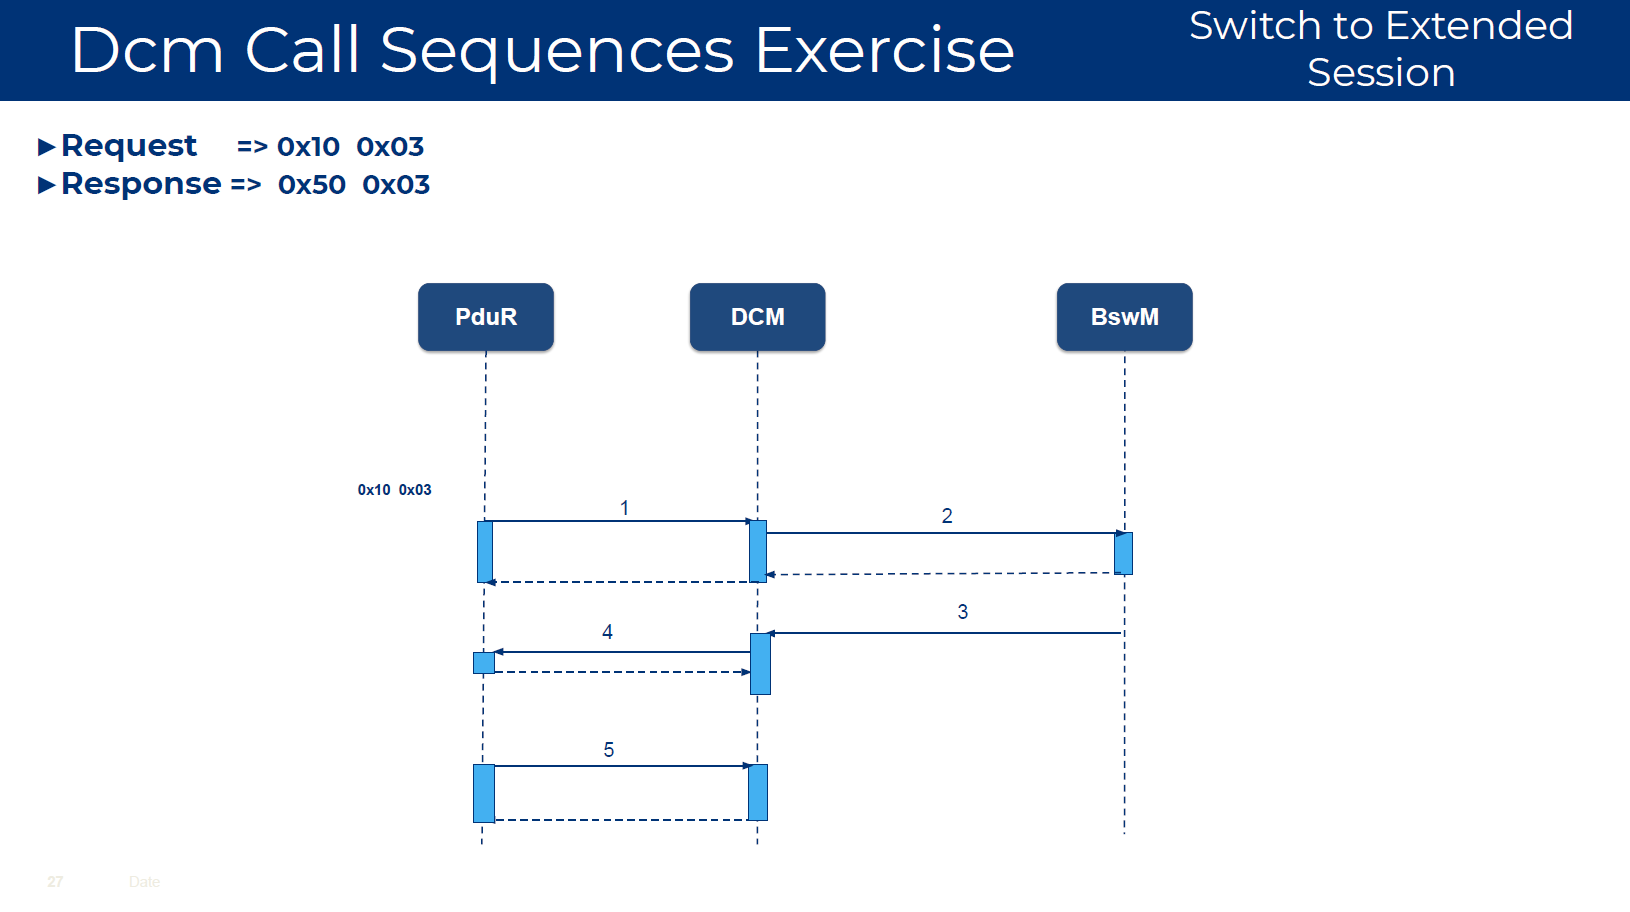 Dcm Call Sequences Exercise
Switch to Extended
Session
►Request => 0x10 0x03
►Response => 0x50 0x03
PduR
DCM
BswM
0x10 0x03
1
2
3
4
5
27
Date